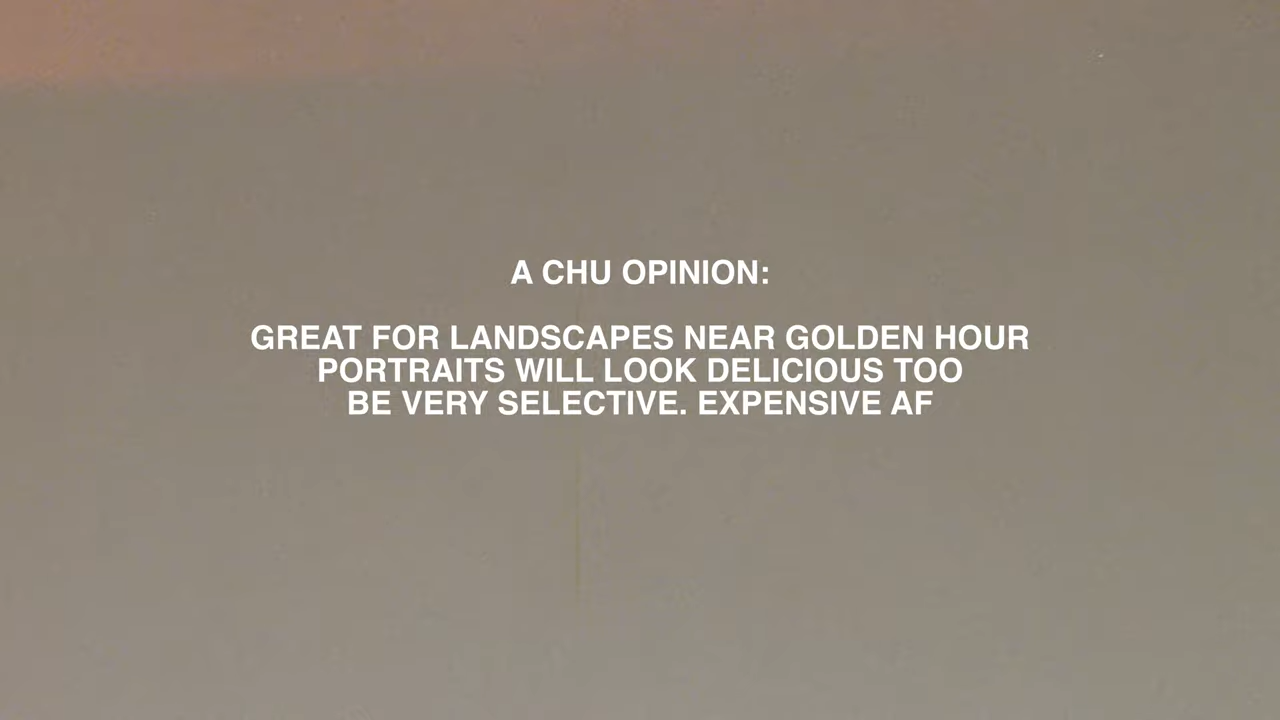 A CHU OPINION:
GREAT FOR LANDSCAPES NEAR GOLDEN HOUR
PORTRAITS WILL LOOK DELICIOUS TOO
BE VERY SELECTIVE. EXPENSIVE AF